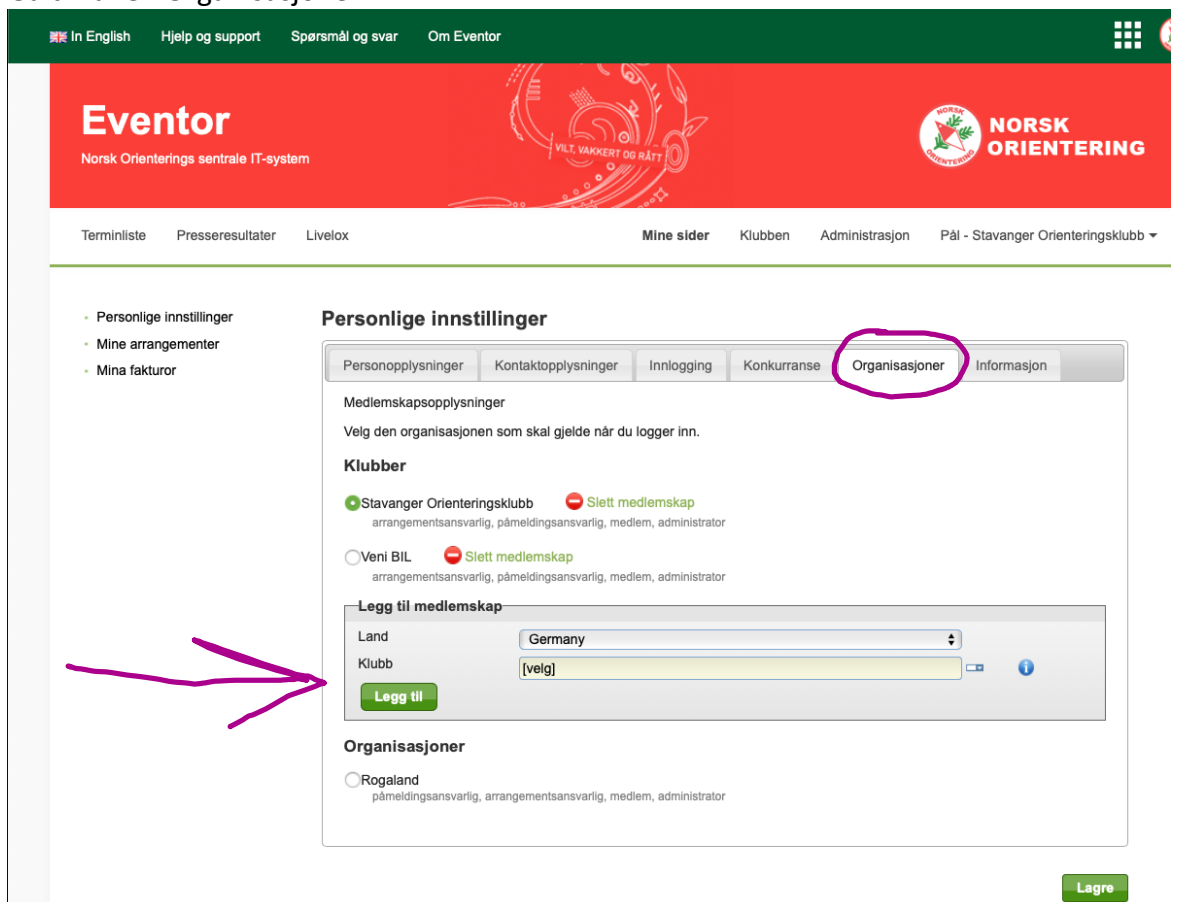 In English Hjelp og support Spørsmål og svar Om Eventor
Eventor
Norsk Orienterings sentrale IT-system
VILT, VAKKERT OG RÅTT
NORSK
ORIENTERING
NORSK
ORIENTERING
Terminliste Presseresultater Livelox Mine sider Klubben Administrasjon Pål - Stavanger Orienteringsklubb
Personlige innstillinger
Mine arrangementer
Mina fakturor
Personlige innstillinger
Personopplysninger Kontaktopplysninger Innlogging Konkurranse Organisasjoner Informasjon
Medlemskapsopplysninger
Velg den organisasjonen som skal gjelde når du logger inn.
Klubber
Stavanger Orienteringsklubb Slett medlemskap
arrangementsansvarlig, påmeldingsansvarlig, medlem, administrator
Veni BIL Slett medlemskap
arrangementsansvarlig, påmeldingsansvarlig, medlem, administrator
Legg til medlemskap
Land Germany
Klubb [velg]
Legg til
Organisasjoner
Rogaland
påmeldingsansvarlig, arrangementsansvarlig, medlem, administrator
Lagre